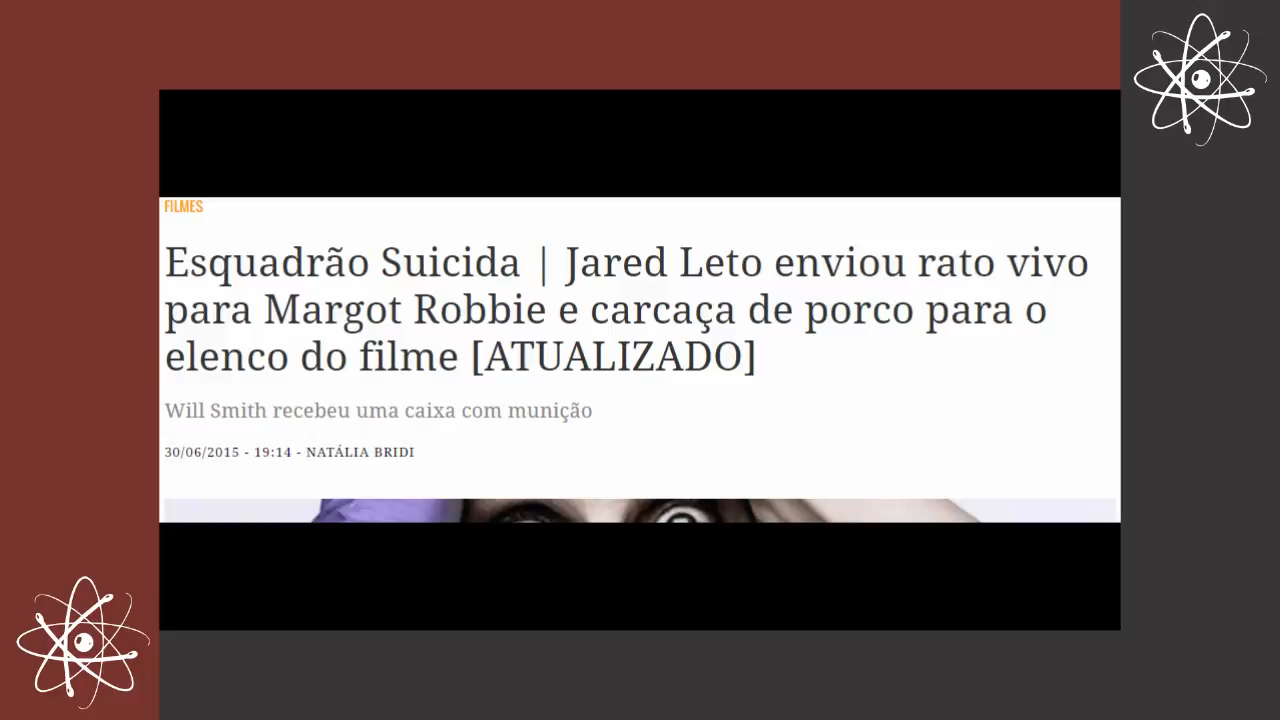 FILMES
Esquadrão Suicida | Jared Leto enviou rato vivo
para Margot Robbie e carcaça de porco para o
elenco do filme [ATUALIZADO]
Will Smith recebeu uma caixa com munição
30/06/2015 - 19:14 - NATÁLIA BRIDI